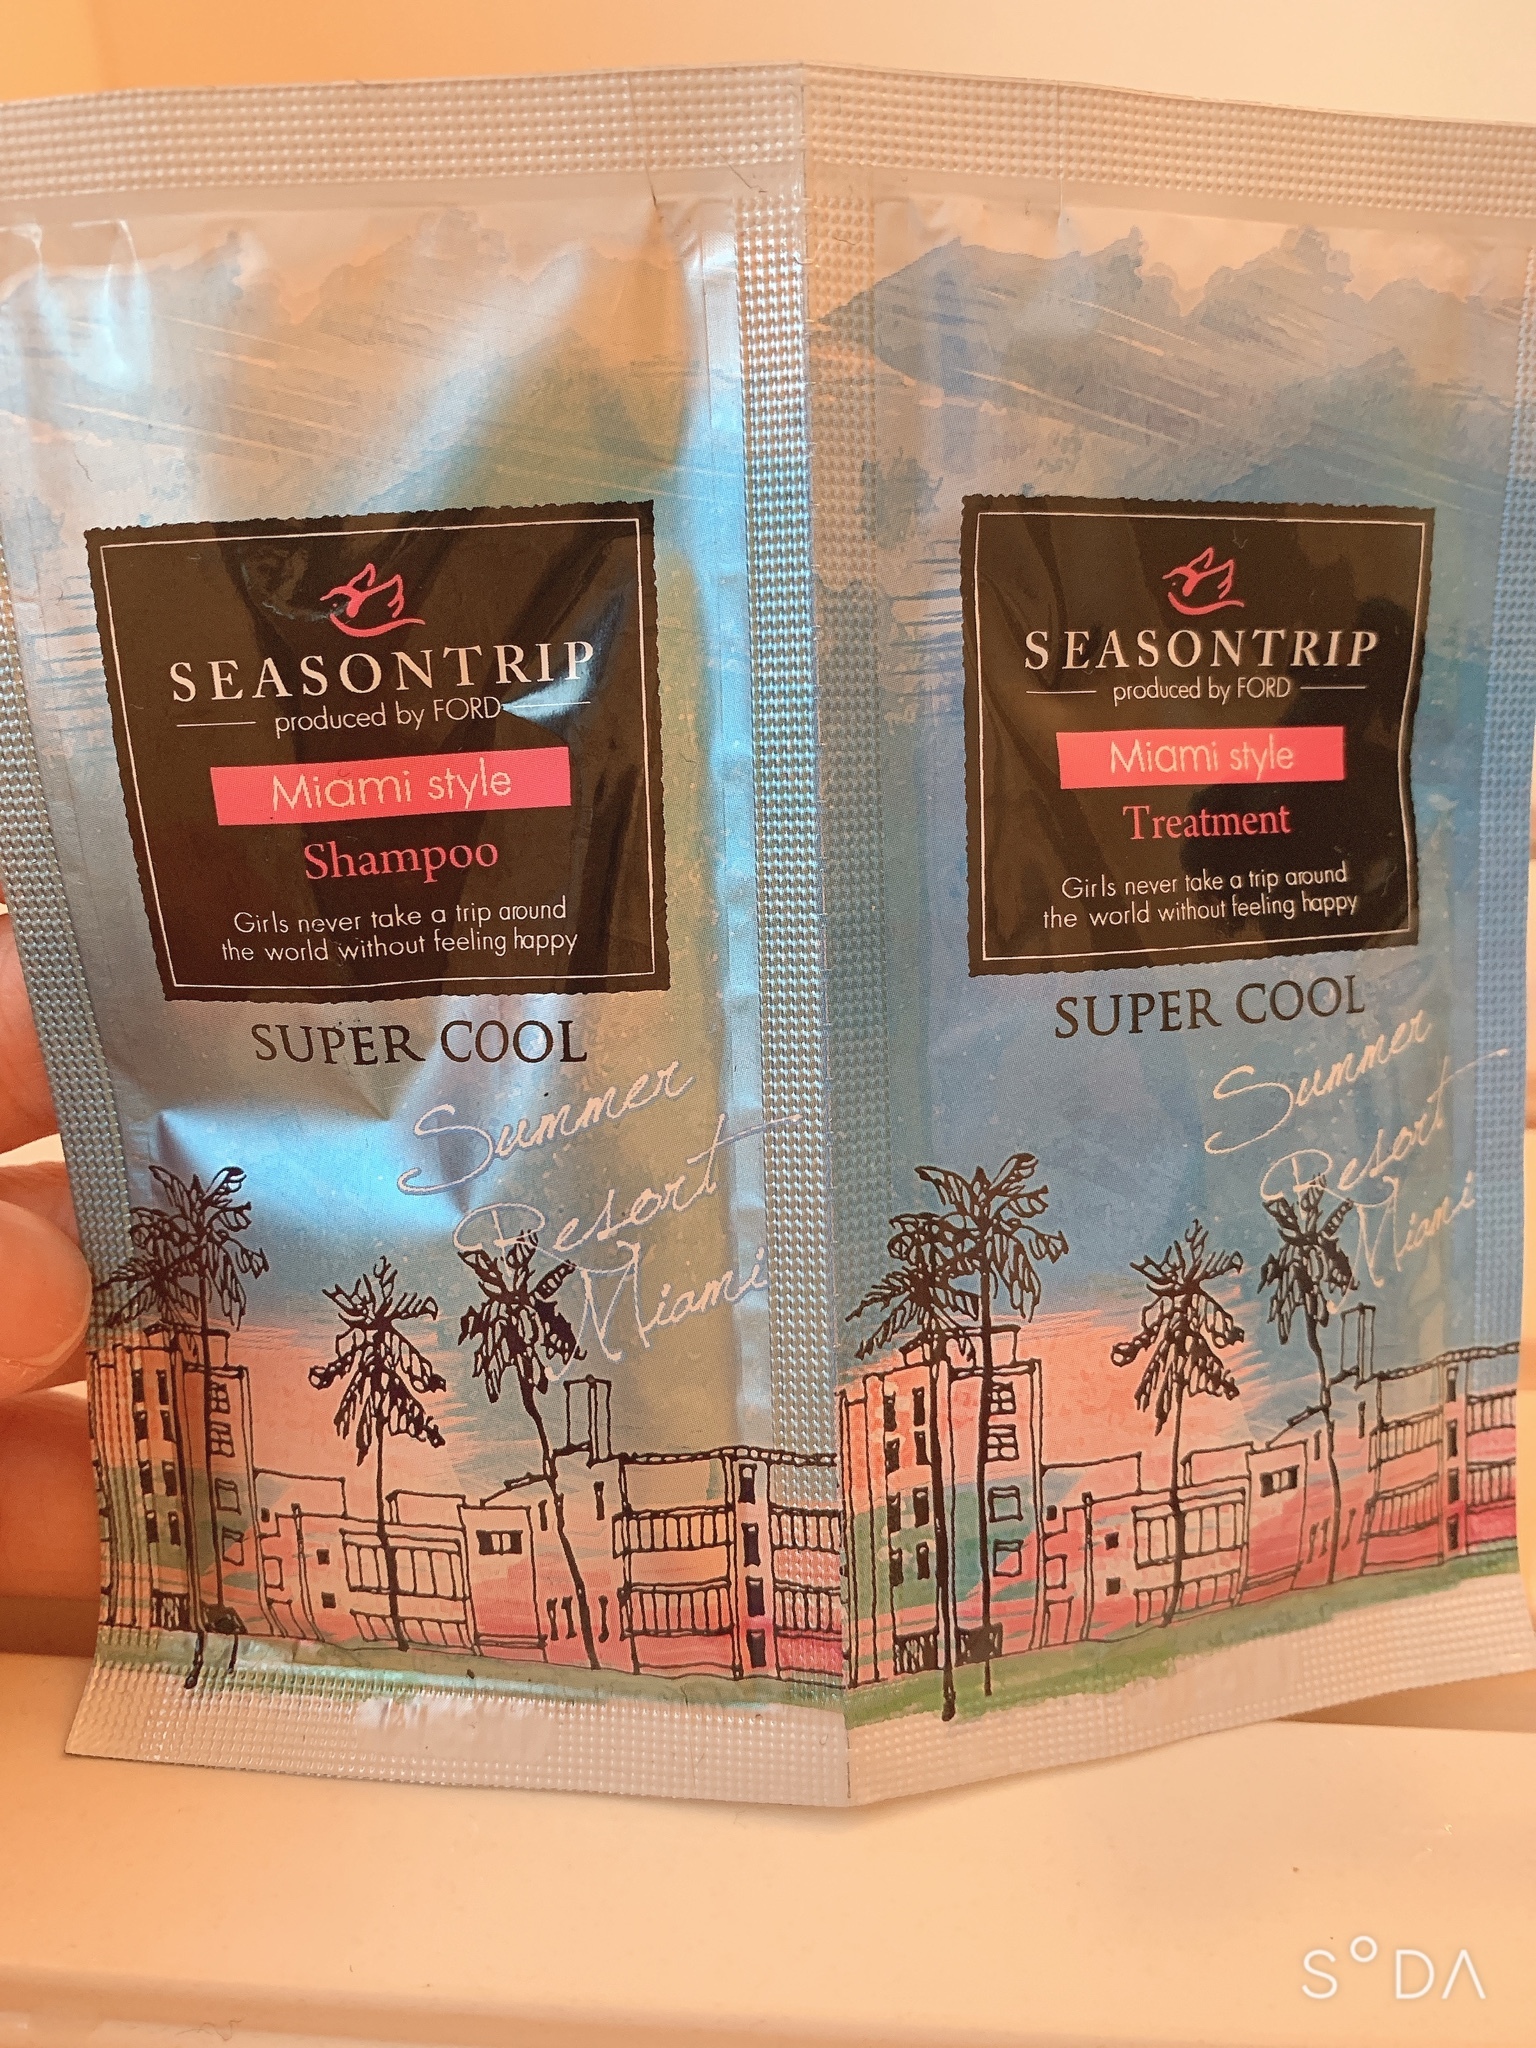 SEASONTRIP
produced by FORD
Miami style
Shampoo
Girls never take a trip around
the world without feeling happy
SUPER COOL
Summer
Resort
Miami
SEASONTRIP
produced by FORD
Miami style
Treatment
Girls never take a trip around
the world without feeling happy
SUPER COOL
Summer
Resort
Miami
SODA